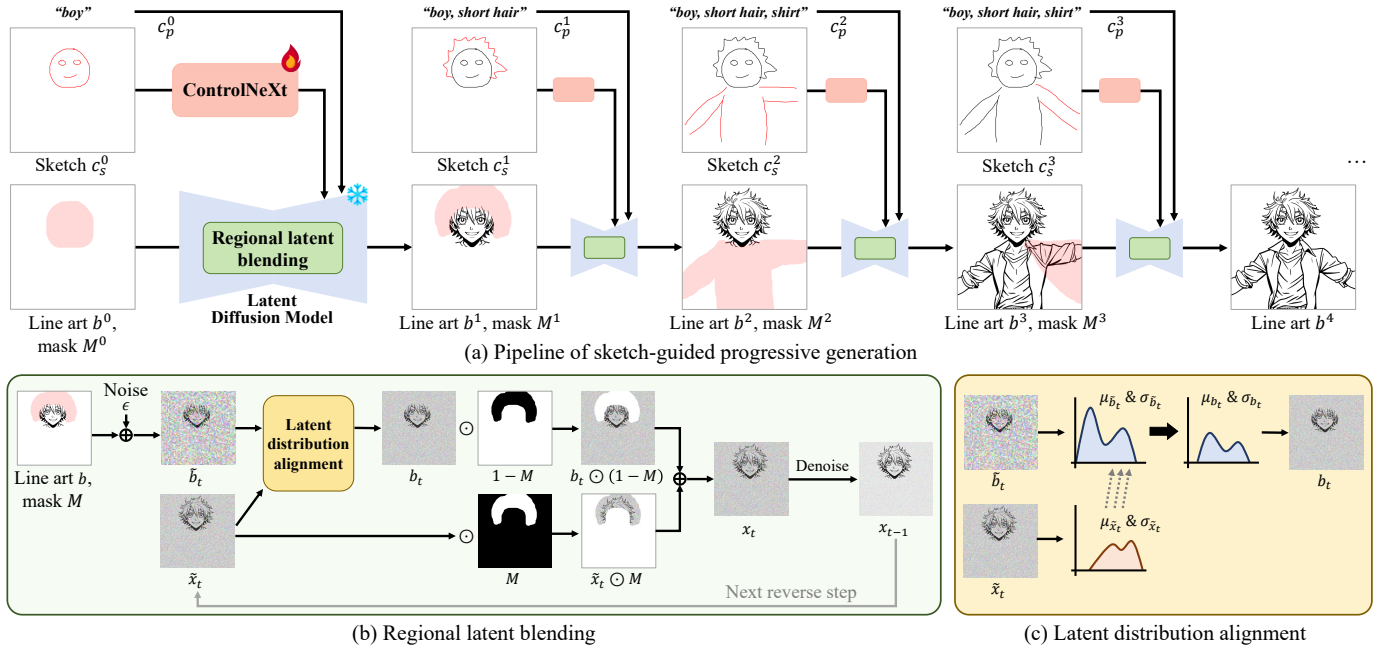 “boy”
c_p^0
“boy, short hair”
c_p^1
“boy, short hair, shirt”
c_p^2
“boy, short hair, shirt”
c_p^3
ControlNeXt
Sketch c_s^0
Sketch c_s^1
Sketch c_s^2
Sketch c_s^3
...
Regional latent
blending
Latent
Diffusion Model
Line art b^0,
mask M^0
Line art b^1, mask M^1
Line art b^2, mask M^2
Line art b^3, mask M^3
Line art b^4
(a) Pipeline of sketch-guided progressive generation
Noise
ϵ
Line art b,
mask M
b̃_t
Latent
distribution
alignment
b_t
⊙
1 − M
b_t ⊙ (1 − M)
x̃_t
⊙
M
x̃_t ⊙ M
x_t
Denoise
x_{t−1}
Next reverse step
(b) Regional latent blending
μ_{b̃_t} & σ_{b̃_t}
μ_{b_t} & σ_{b_t}
b̃_t
b_t
μ_{x̃_t} & σ_{x̃_t}
x̃_t
(c) Latent distribution alignment